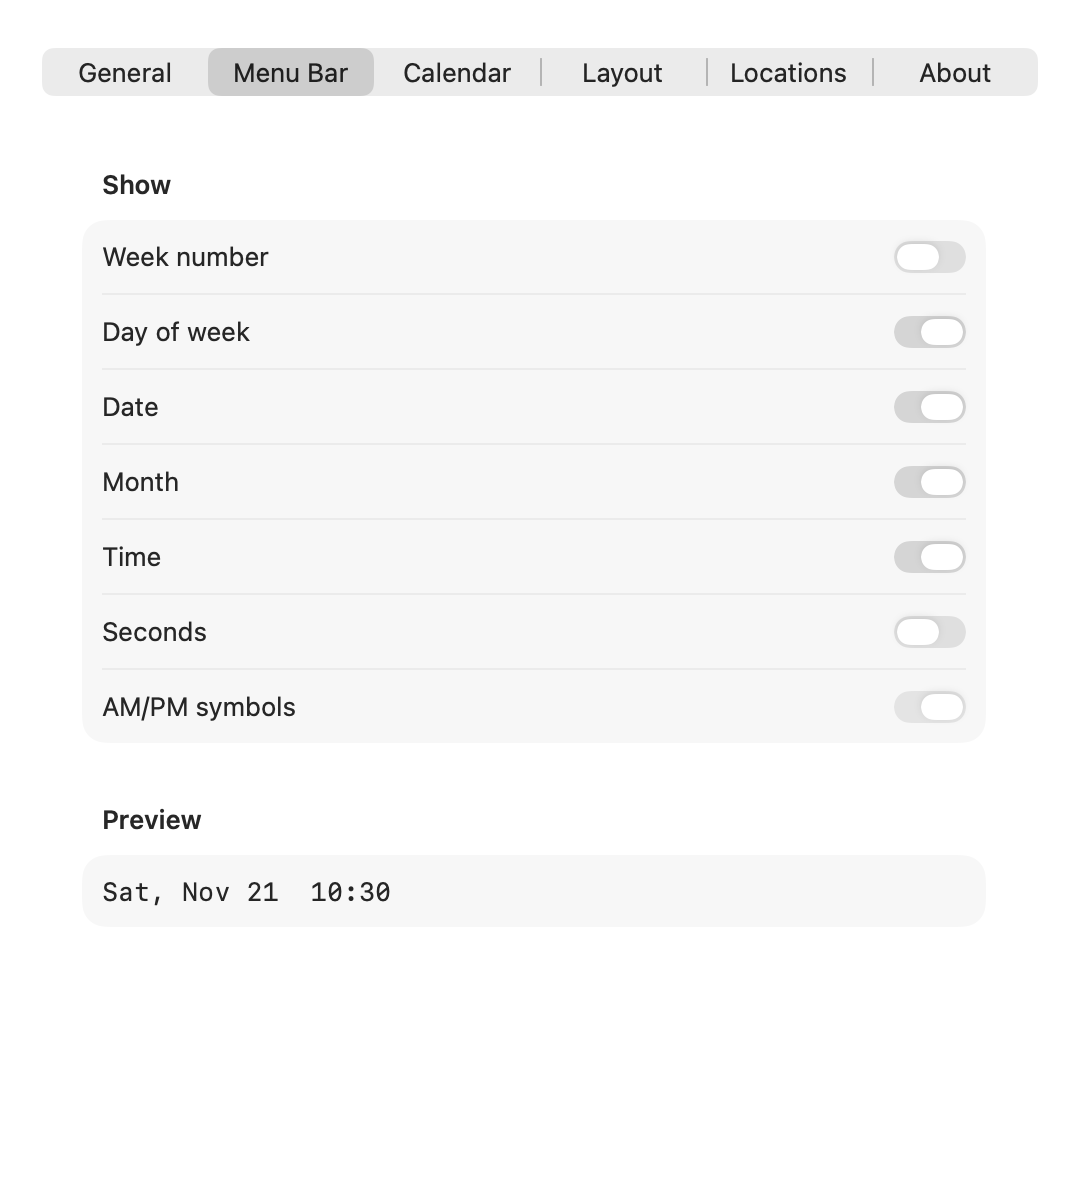 General Menu Bar Calendar Layout Locations About
Show
Week number
Day of week
Date
Month
Time
Seconds
AM/PM symbols
Preview
Sat, Nov 21  10:30